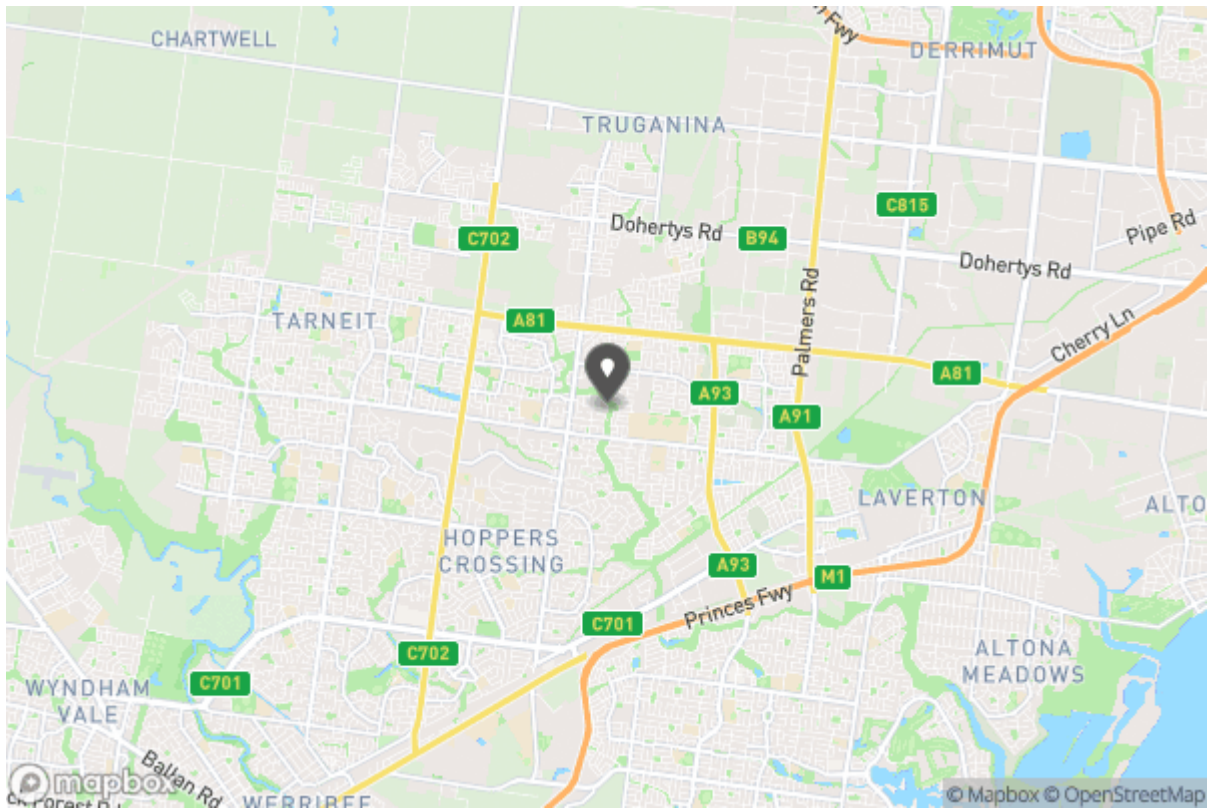 CHARTWELL
Fwy
DERRIMUT
TRUGANINA
C815
C702
Dohertys Rd
B94
Pipe Rd
Dohertys Rd
TARNEIT
A81
Palmers Rd
Cherry Ln
A81
A93
A91
LAVERTON
ALTO
HOPPERS
CROSSING
A93
M1
Princes Fwy
C701
C702
ALTONA
MEADOWS
WYNDHAM
VALE
C701
Ballan Rd
mapbox
WERRIBEE
© Mapbox © OpenStreetMap